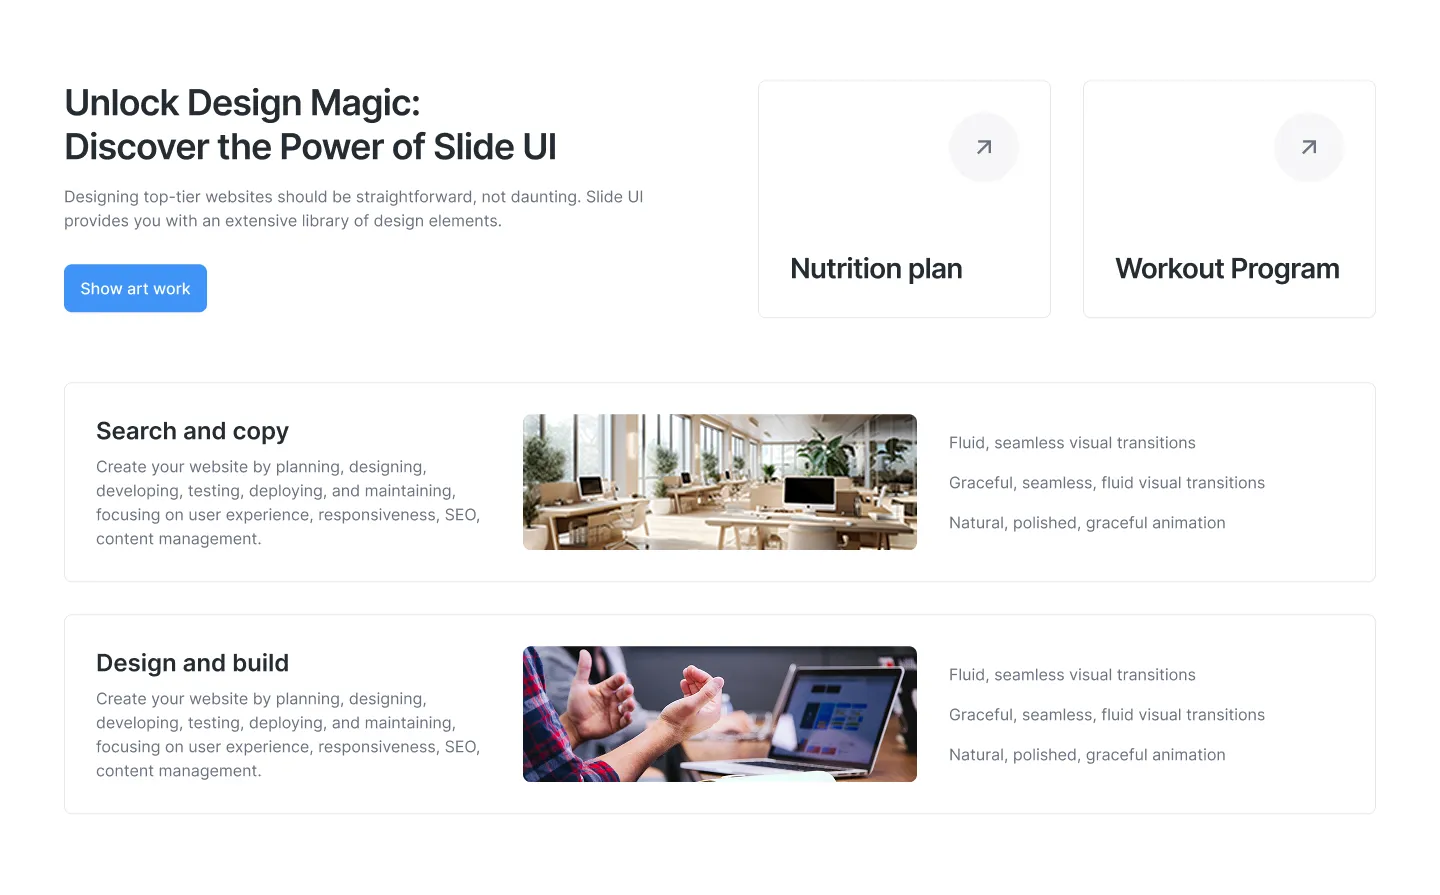 Unlock Design Magic:
Discover the Power of Slide UI
Designing top-tier websites should be straightforward, not daunting. Slide UI
provides you with an extensive library of design elements.
Show art work
Nutrition plan
Workout Program
Search and copy
Create your website by planning, designing,
developing, testing, deploying, and maintaining,
focusing on user experience, responsiveness, SEO,
content management.
Fluid, seamless visual transitions
Graceful, seamless, fluid visual transitions
Natural, polished, graceful animation
Design and build
Create your website by planning, designing,
developing, testing, deploying, and maintaining,
focusing on user experience, responsiveness, SEO,
content management.
Fluid, seamless visual transitions
Graceful, seamless, fluid visual transitions
Natural, polished, graceful animation